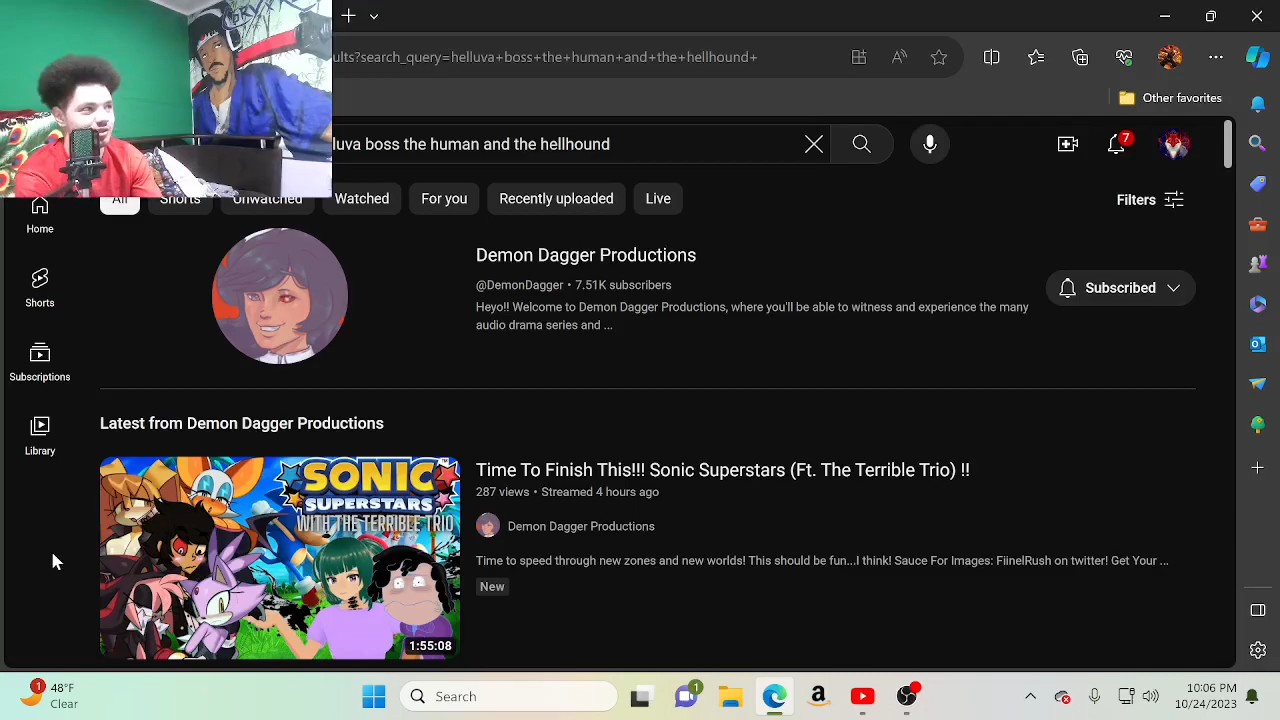 ults?search_query=helluva+boss+the+human+and+the+hellhound+
Other favorites
luva boss the human and the hellhound
7
All
Shorts
Unwatched
Watched
For you
Recently uploaded
Live
Filters
Home
Shorts
Subscriptions
Library
Demon Dagger Productions
@DemonDagger • 7.51K subscribers
Heyo!! Welcome to Demon Dagger Productions, where you'll be able to witness and experience the many
audio drama series and ...
Subscribed
Latest from Demon Dagger Productions
SONIC
SUPERSTARS
WITH THE TERRIBLE TRIO
1:55:08
Time To Finish This!!! Sonic Superstars (Ft. The Terrible Trio) !!
287 views • Streamed 4 hours ago
Demon Dagger Productions
Time to speed through new zones and new worlds! This should be fun...I think! Sauce For Images: FiinelRush on twitter! Get Your ...
New
1
48°F
Clear
Search
1
10:06 PM
10/24/2023